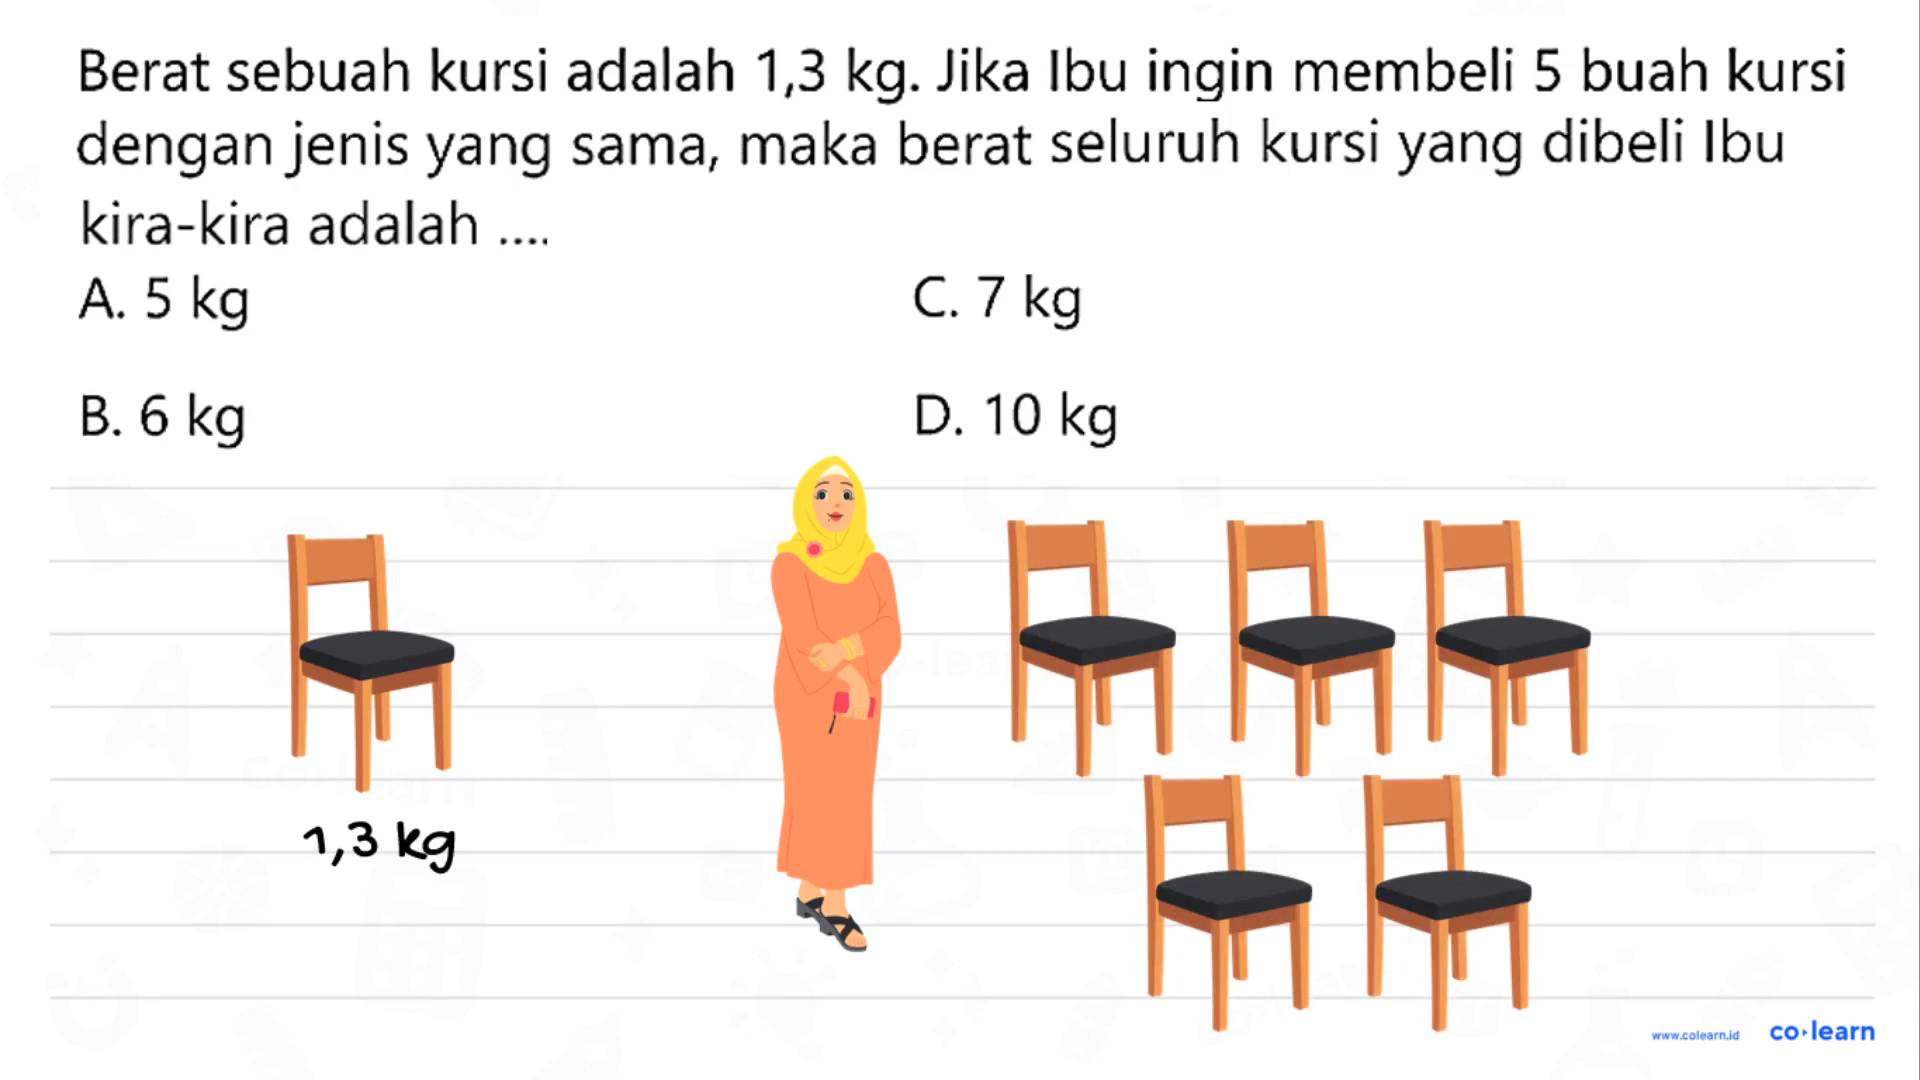 Berat sebuah kursi adalah 1,3 kg. Jika Ibu ingin membeli 5 buah kursi
dengan jenis yang sama, maka berat seluruh kursi yang dibeli Ibu
kira-kira adalah ....
A. 5 kg
C. 7 kg
B. 6 kg
D. 10 kg
1,3 kg
www.colearn.id co learn